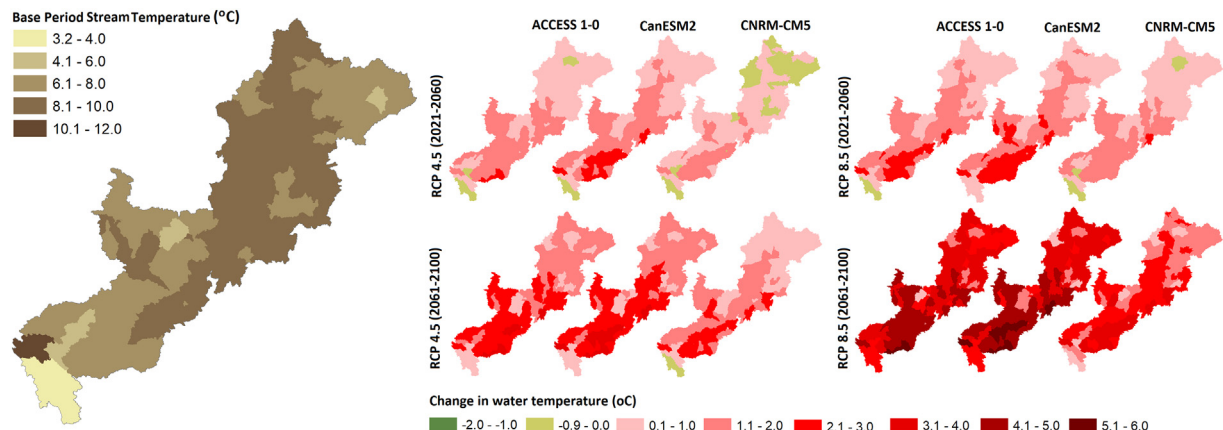 Base Period Stream Temperature (°C)
3.2 - 4.0
4.1 - 6.0
6.1 - 8.0
8.1 - 10.0
10.1 - 12.0
ACCESS 1-0 CanESM2 CNRM-CM5
RCP 4.5 (2021-2060)
RCP 4.5 (2061-2100)
ACCESS 1-0 CanESM2 CNRM-CM5
RCP 8.5 (2021-2060)
RCP 8.5 (2061-2100)
Change in water temperature (oC)
-2.0 - -1.0 -0.9 - 0.0 0.1 - 1.0 1.1 - 2.0 2.1 - 3.0 3.1 - 4.0 4.1 - 5.0 5.1 - 6.0